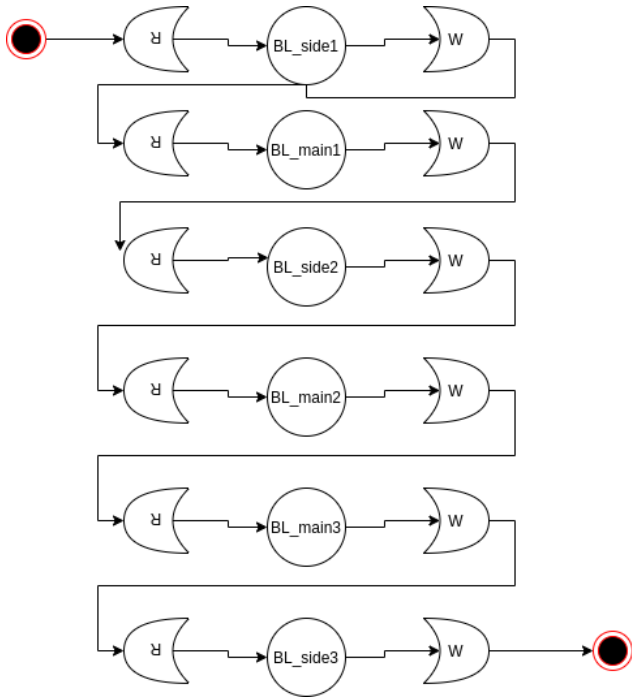 R BL_side1 W
R BL_main1 W
R BL_side2 W
R BL_main2 W
R BL_main3 W
R BL_side3 W